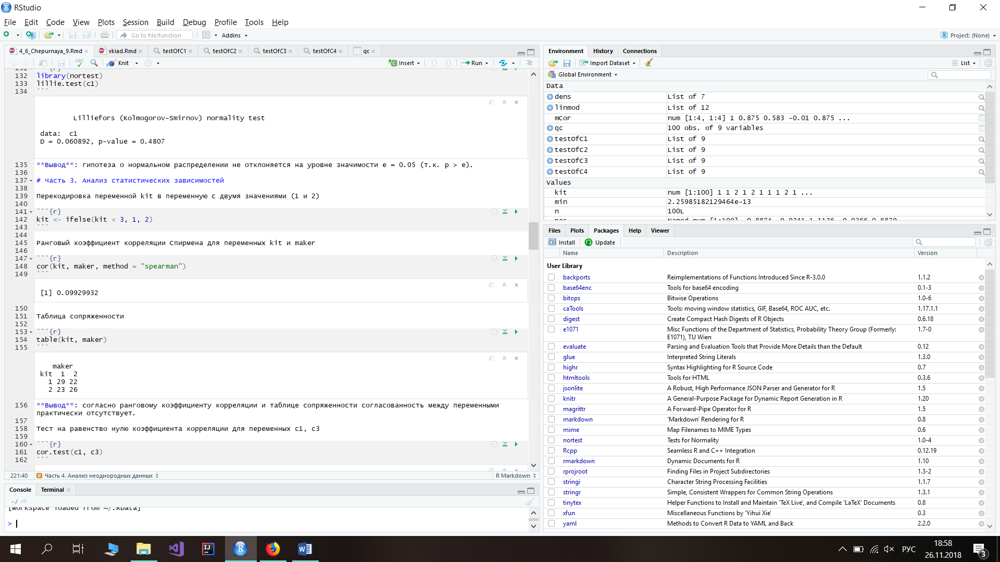 RStudio
File Edit Code View Plots Session Build Debug Profile Tools Help
Go to file/function Addins Project: (None)
4_6_Chepurnaya_9.Rmd vkiad.Rmd testOfC1 testOfC2 testOfC3 testOfC4 qc
ABC Knit Insert Run
132 library(nortest)
133 lillie.test(c1)
134 ```
Lilliefors (Kolmogorov-Smirnov) normality test
data: c1
D = 0.060892, p-value = 0.4807
135 **Вывод**: гипотеза о нормальном распределении не отклоняется на уровне значимости e = 0.05 (т.к. p > e).
136
137 # Часть 3. Анализ статистических зависимостей
138
139 Перекодировка переменной kit в переменную с двумя значениями (1 и 2)
140
141 ```{r}
142 kit <- ifelse(kit < 3, 1, 2)
143 ```
144
145 Ранговый коэффициент корреляции Спирмена для переменных kit и maker
146
147 ```{r}
148 cor(kit, maker, method = "spearman")
149 ```
[1] 0.09929932
150
151 Таблица сопряженности
152
153 ```{r}
154 table(kit, maker)
155 ```
maker
kit 1 2
1 29 22
2 23 26
156 **Вывод**: согласно ранговому коэффициенту корреляции и таблице сопряженности согласованность между переменными
практически отсутствует.
157
158 Тест на равенство нулю коэффициента корреляции для переменных c1, c3
159
160 ```{r}
161 cor.test(c1, c3)
162 ```
221:40 Часть 4. Анализ неоднородных данных R Markdown
Console Terminal
~/
[Workspace loaded from ~/.RData]
>
Environment History Connections
Import Dataset List
Global Environment
Data
dens List of 7
linmod List of 12
mCor num [1:4, 1:4] 1 0.875 0.583 -0.01 0.875 ...
qc 100 obs. of 9 variables
testOfC1 List of 9
testOfC2 List of 9
testOfC3 List of 9
testOfC4 List of 9
Values
kit num [1:100] 1 1 2 1 2 1 1 1 2 1 ...
min 2.25985182129464e-13
n 100L
Files Plots Packages Help Viewer
Install Update
Name Description Version
User Library
backports Reimplementations of Functions Introduced Since R-3.0.0 1.1.2
base64enc Tools for base64 encoding 0.1-3
bitops Bitwise Operations 1.0-6
caTools Tools: moving window statistics, GIF, Base64, ROC AUC, etc. 1.17.1.1
digest Create Compact Hash Digests of R Objects 0.6.18
e1071 Misc Functions of the Department of Statistics, Probability Theory Group (Formerly: 1.7-0
E1071), TU Wien
evaluate Parsing and Evaluation Tools that Provide More Details than the Default 0.12
glue Interpreted String Literals 1.3.0
highr Syntax Highlighting for R Source Code 0.7
htmltools Tools for HTML 0.3.6
jsonlite A Robust, High Performance JSON Parser and Generator for R 1.5
knitr A General-Purpose Package for Dynamic Report Generation in R 1.20
magrittr A Forward-Pipe Operator for R 1.5
markdown 'Markdown' Rendering for R 0.8
mime Map Filenames to MIME Types 0.6
nortest Tests for Normality 1.0-4
Rcpp Seamless R and C++ Integration 0.12.19
rmarkdown Dynamic Documents for R 1.10
rprojroot Finding Files in Project Subdirectories 1.3-2
stringi Character String Processing Facilities 1.1.7
stringr Simple, Consistent Wrappers for Common String Operations 1.3.1
tinytex Helper Functions to Install and Maintain 'TeX Live', and Compile 'LaTeX' Documents 0.8
xfun Miscellaneous Functions by 'Yihui Xie' 0.3
yaml Methods to Convert R Data to YAML and Back 2.2.0
РУС 18:58
26.11.2018 3